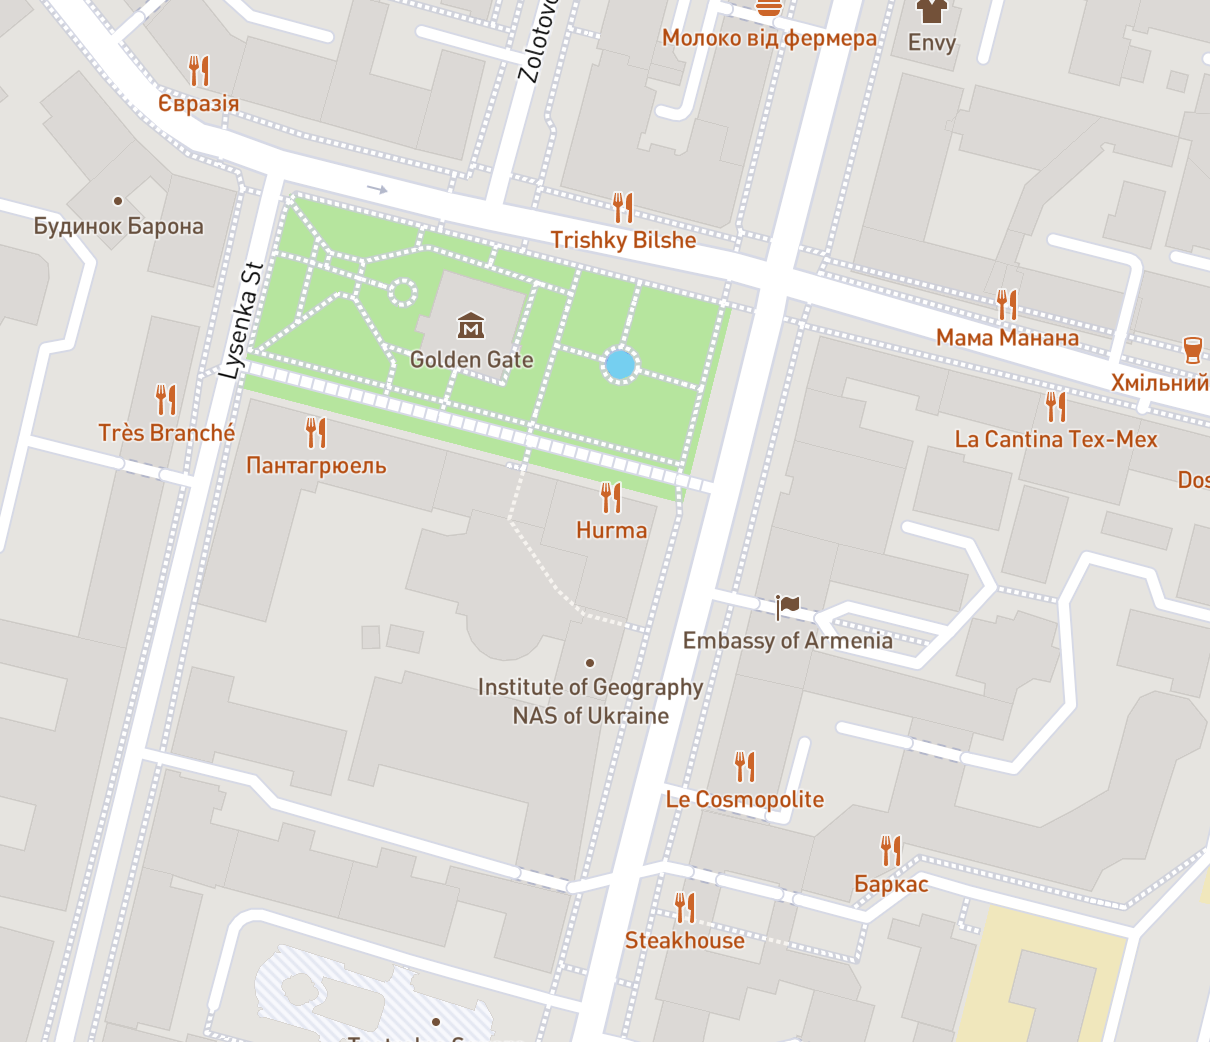 Zolotovo
Молоко від фермера
Envy
Євразія
Будинок Барона
Trishky Bilshe
Lysenka St
Мама Манана
Golden Gate
Хмільний
Très Branché
La Cantina Tex-Mex
Пантагрюель
Dos
Hurma
Embassy of Armenia
Institute of Geography
NAS of Ukraine
Le Cosmopolite
Баркас
Steakhouse